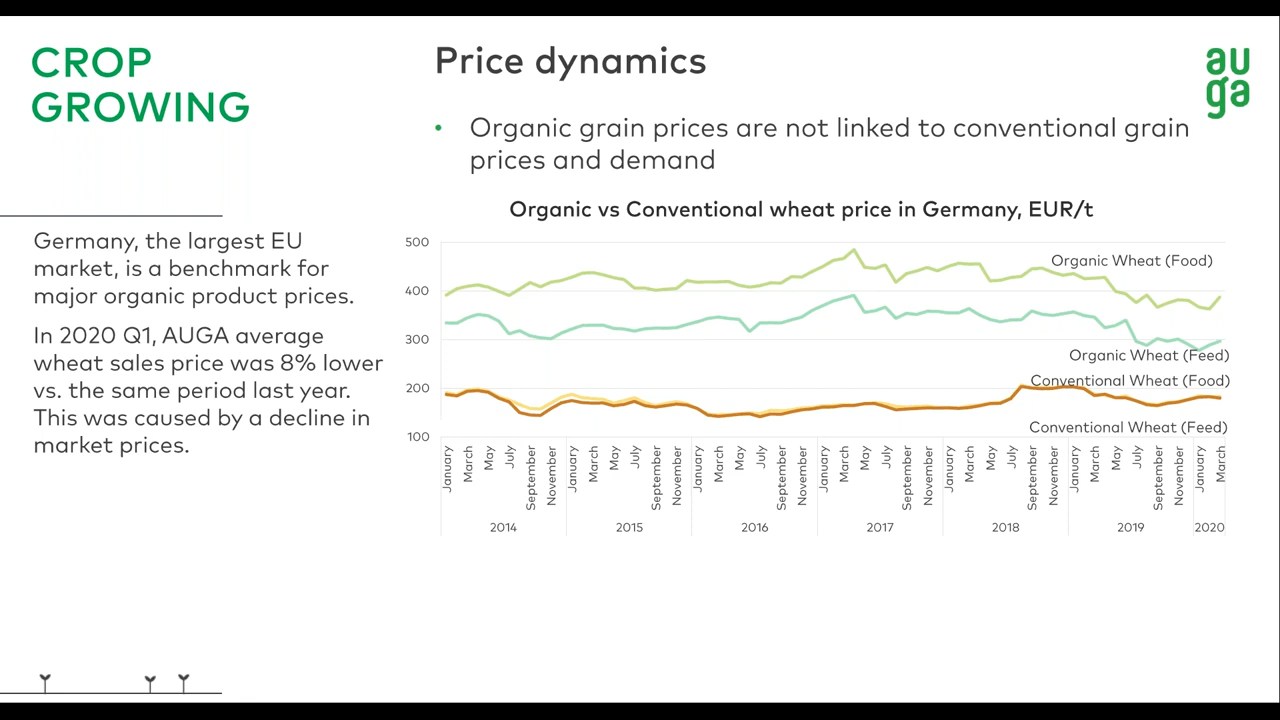 CROP
GROWING
Price dynamics
auga
• Organic grain prices are not linked to conventional grain
prices and demand
Germany, the largest EU
market, is a benchmark for
major organic product prices.
In 2020 Q1, AUGA average
wheat sales price was 8% lower
vs. the same period last year.
This was caused by a decline in
market prices.
Organic vs Conventional wheat price in Germany, EUR/t
500
400
300
200
100
Organic Wheat (Food)
Organic Wheat (Feed)
Conventional Wheat (Food)
Conventional Wheat (Feed)
January March May July September November January March May July September November January March May July September November January March May July September November January March May July September November January March May July September November January March
2014 2015 2016 2017 2018 2019 2020